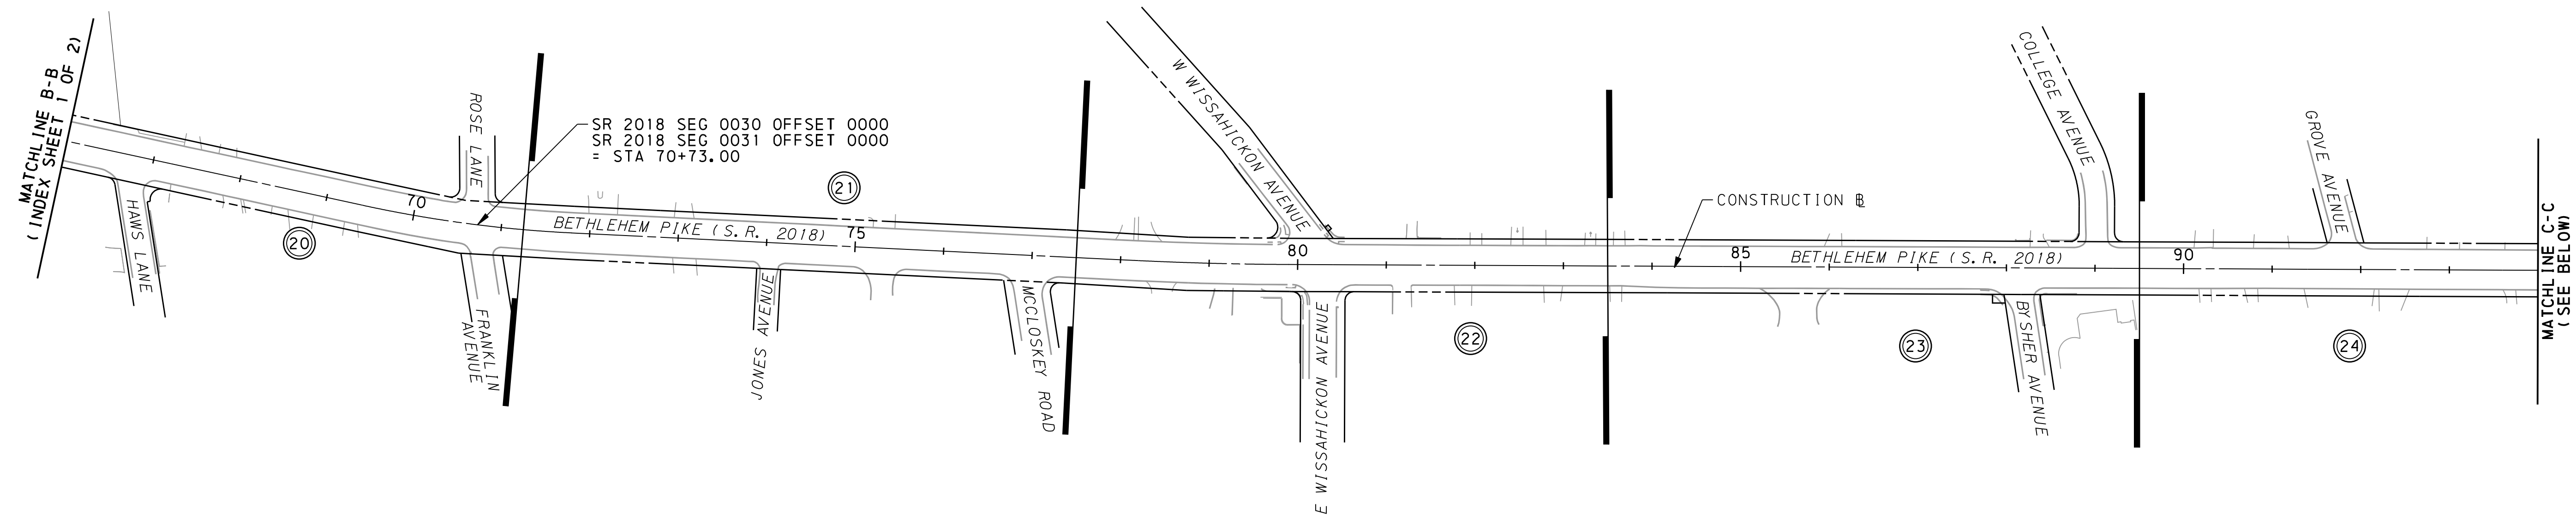 MATCHLINE B-B
(INDEX SHEET 1 OF 2)
HAWS LANE
20
70
ROSE LANE
FRANKLIN
AVENUE
SR 2018 SEG 0030 OFFSET 0000
SR 2018 SEG 0031 OFFSET 0000
= STA 70+73.00
BETHLEHEM PIKE (S.R. 2018)
21
75
JONES AVENUE
MCCLOSKEY ROAD
W WISSAHICKON AVENUE
80
E WISSAHICKON AVENUE
22
CONSTRUCTION ℄
85
BETHLEHEM PIKE (S.R. 2018)
23
COLLEGE AVENUE
BYSHER AVENUE
90
GROVE AVENUE
24
MATCHLINE C-C
(SEE BELOW)